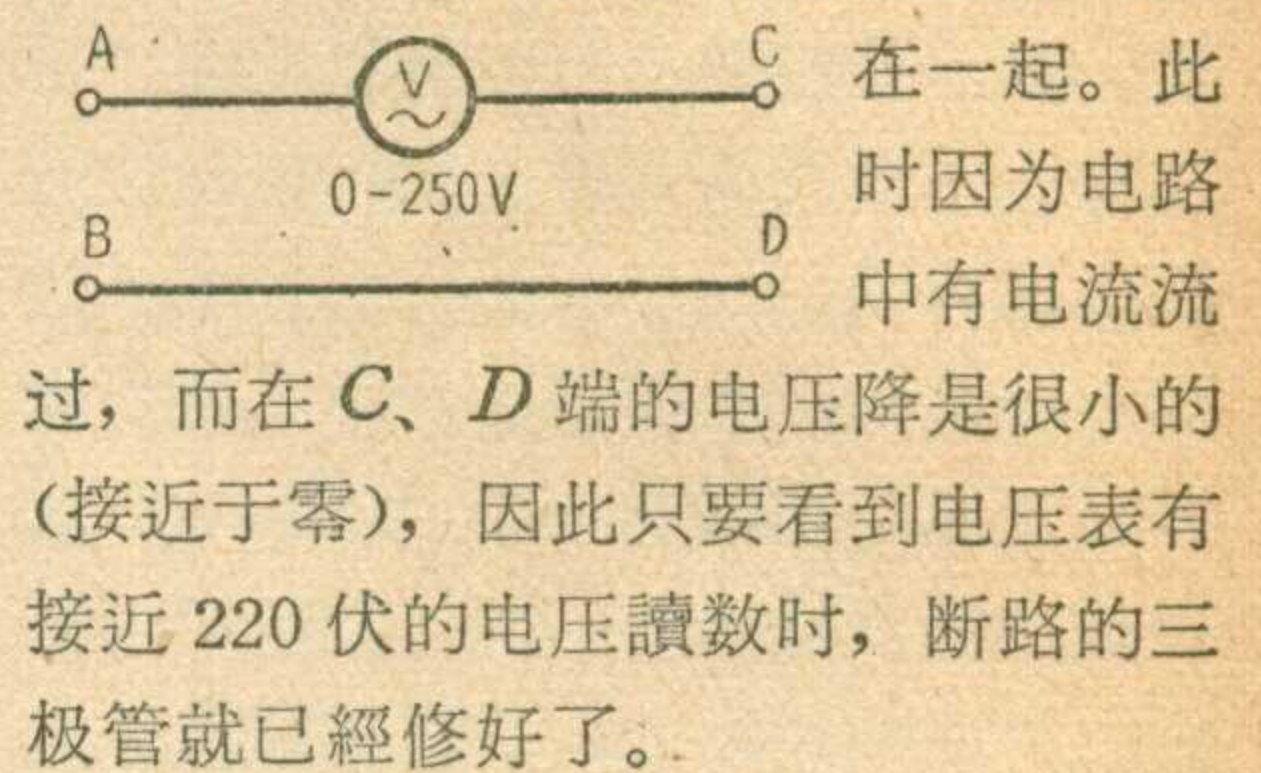 A
C
V
~
0-250V
B
D
在一起。此
时因为电路
中有电流流
过，而在 C、D 端的电压降是很小的
(接近于零)，因此只要看到电压表有
接近 220 伏的电压讀数时，断路的三
极管就已經修好了。